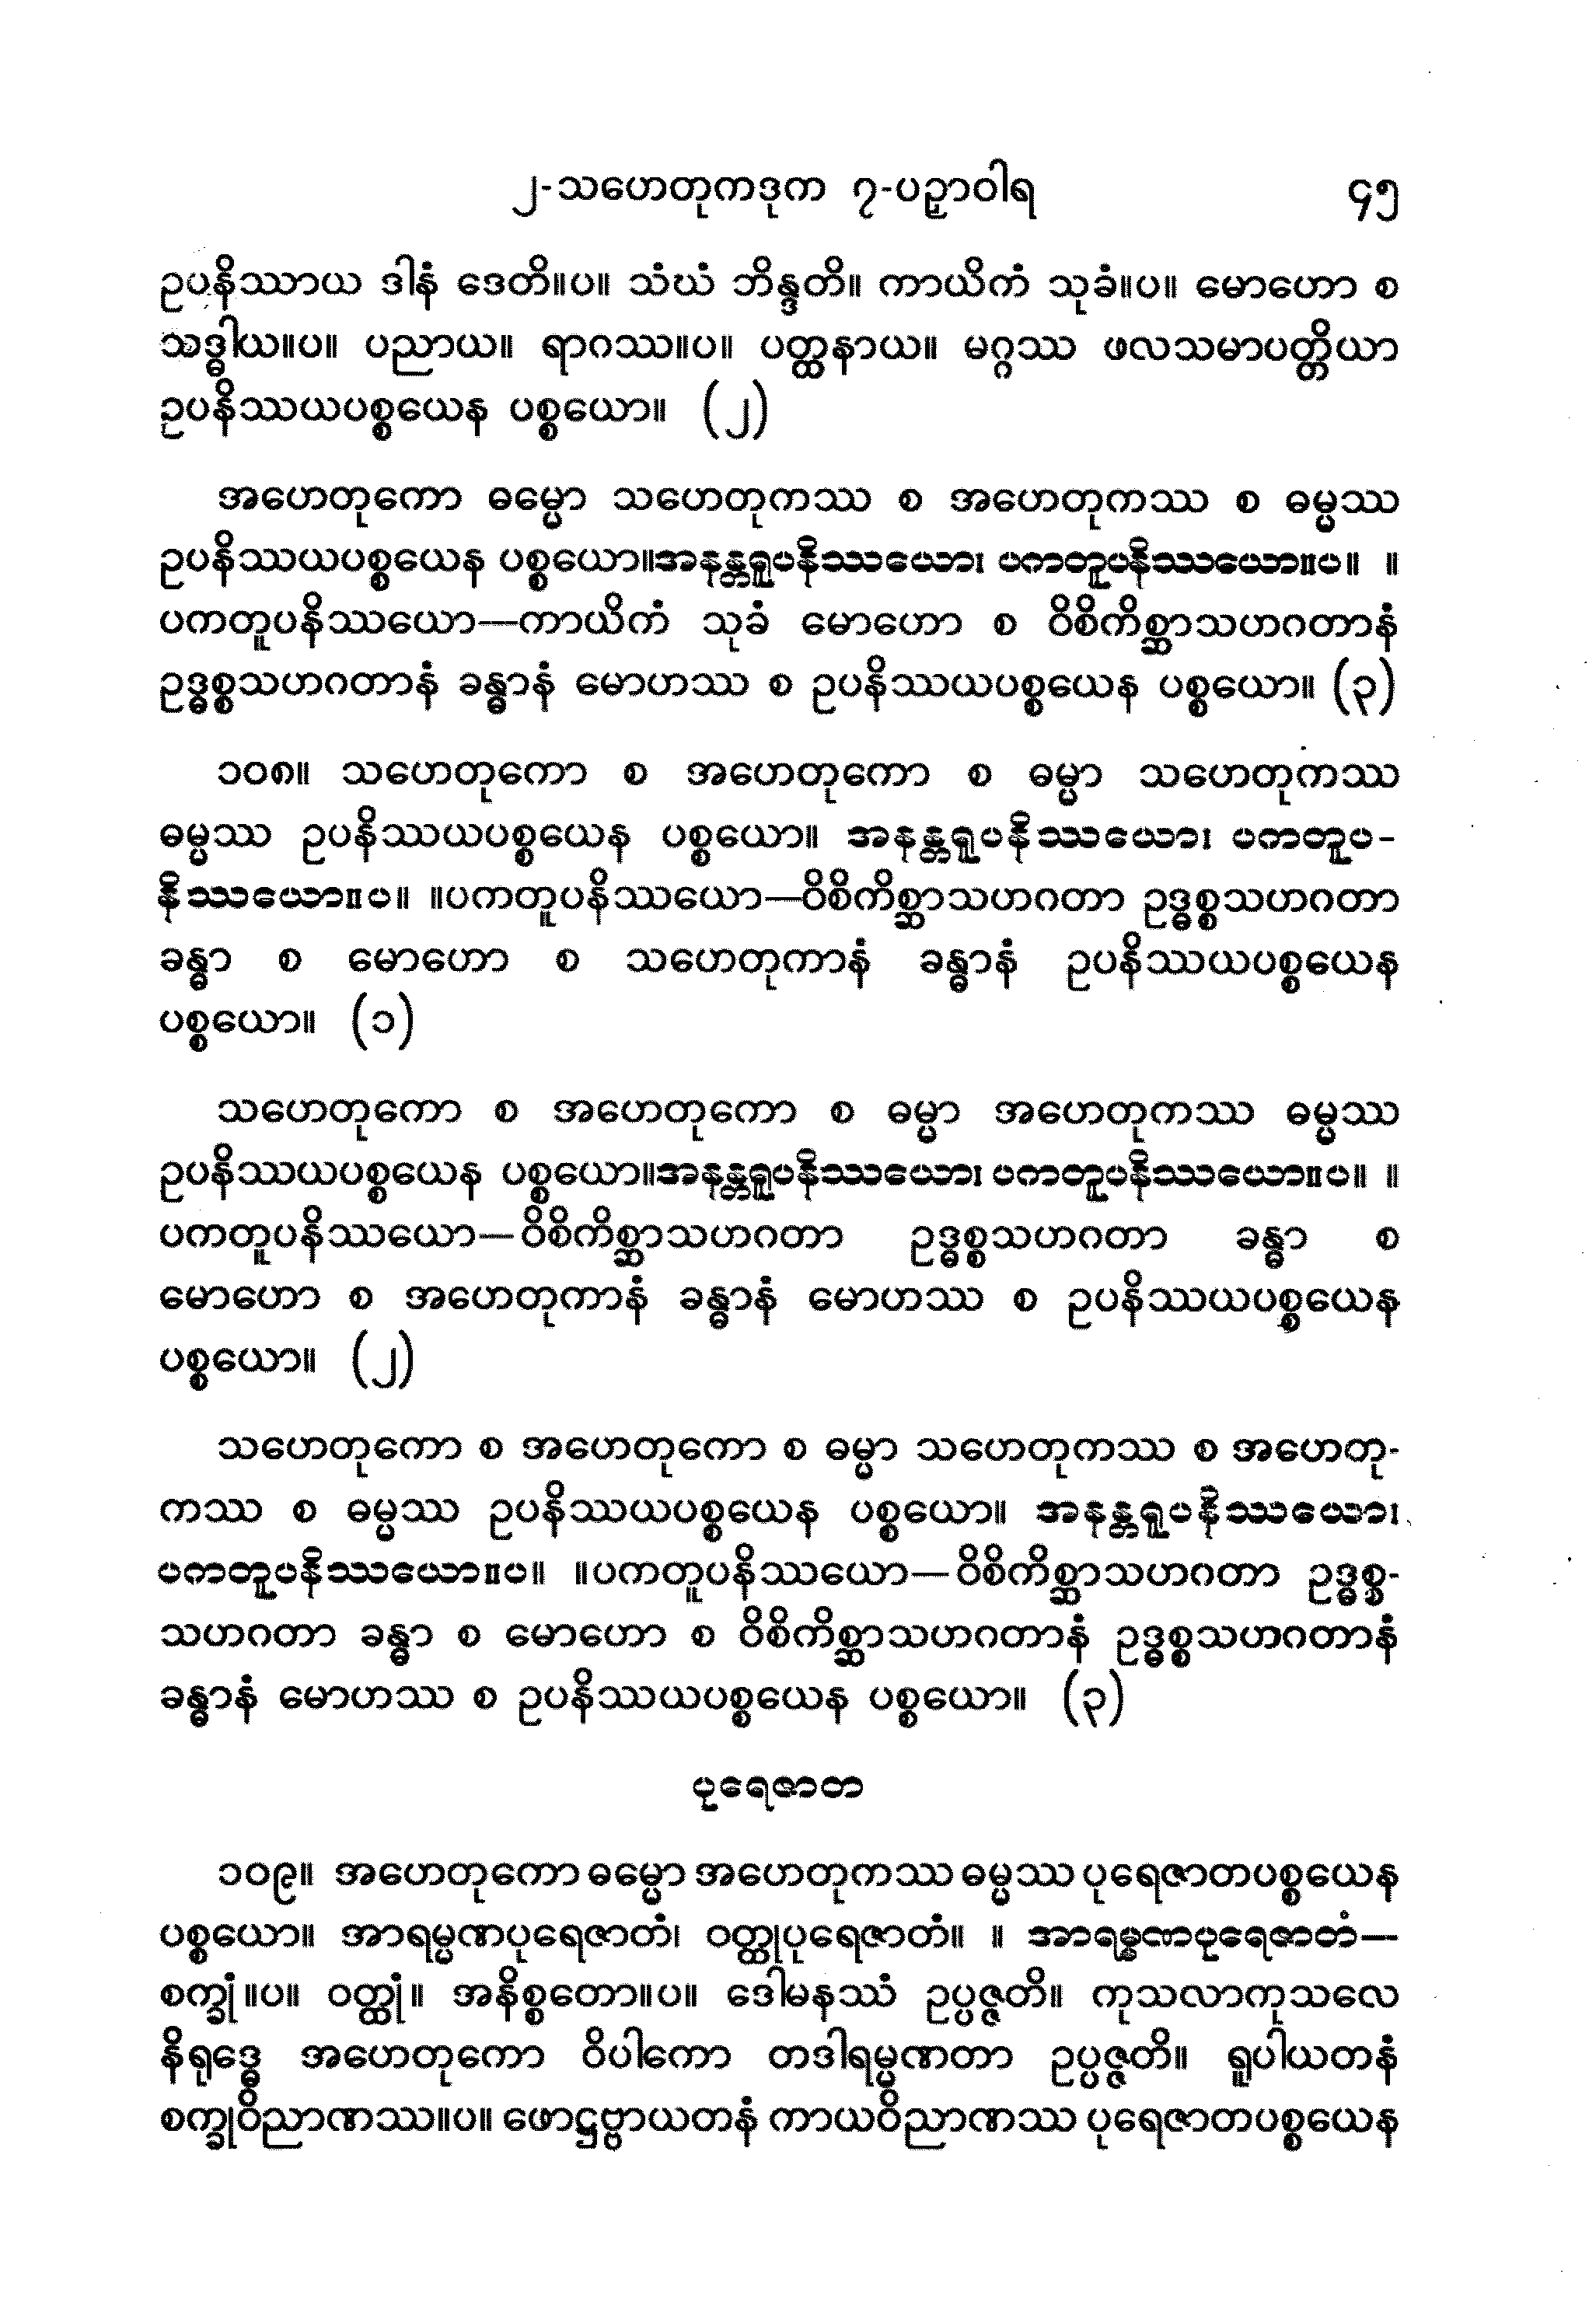 ၂-သဟေတုကဒုက ၇-ပဉှာဝါရ ၄၅
ဥပနိဿာယ ဒါနံ ဒေတိ။ပ။ သံဃံ ဘိန္ဒတိ။ ကာယိကံ သုခံ။ပ။ မောဟော စ
သဒ္ဓါယ။ပ။ ပညာယ။ ရာဂဿ။ပ။ ပတ္ထနာယ။ မဂ္ဂဿ ဖလသမာပတ္တိယာ
ဥပနိဿယပစ္စယေန ပစ္စယော။ (၂)
အဟေတုကော ဓမ္မော သဟေတုကဿ စ အဟေတုကဿ စ ဓမ္မဿ
ဥပနိဿယပစ္စယေန ပစ္စယော။အနန္တရူပနိဿယော၊ ပကတူပနိဿယော။ပ။ ။
ပကတူပနိဿယော—ကာယိကံ သုခံ မောဟော စ ဝိစိကိစ္ဆာသဟဂတာနံ
ဥဒ္ဓစ္စသဟဂတာနံ ခန္ဓာနံ မောဟဿ စ ဥပနိဿယပစ္စယေန ပစ္စယော။ (၃)
၁၀၈။ သဟေတုကော စ အဟေတုကော စ ဓမ္မာ သဟေတုကဿ
ဓမ္မဿ ဥပနိဿယပစ္စယေန ပစ္စယော။ အနန္တရူပနိဿယော၊ ပကတူပ-
နိဿယော။ပ။ ။ပကတူပနိဿယော—ဝိစိကိစ္ဆာသဟဂတာ ဥဒ္ဓစ္စသဟဂတာ
ခန္ဓာ စ မောဟော စ သဟေတုကာနံ ခန္ဓာနံ ဥပနိဿယပစ္စယေန
ပစ္စယော။ (၁)
သဟေတုကော စ အဟေတုကော စ ဓမ္မာ အဟေတုကဿ ဓမ္မဿ
ဥပနိဿယပစ္စယေန ပစ္စယော။အနန္တရူပနိဿယော၊ ပကတူပနိဿယော။ပ။ ။
ပကတူပနိဿယော—ဝိစိကိစ္ဆာသဟဂတာ ဥဒ္ဓစ္စသဟဂတာ ခန္ဓာ စ
မောဟော စ အဟေတုကာနံ ခန္ဓာနံ မောဟဿ စ ဥပနိဿယပစ္စယေန
ပစ္စယော။ (၂)
သဟေတုကော စ အဟေတုကော စ ဓမ္မာ သဟေတုကဿ စ အဟေတု-
ကဿ စ ဓမ္မဿ ဥပနိဿယပစ္စယေန ပစ္စယော။ အနန္တရူပနိဿယော၊
ပကတူပနိဿယော။ပ။ ။ပကတူပနိဿယော—ဝိစိကိစ္ဆာသဟဂတာ ဥဒ္ဓစ္စ-
သဟဂတာ ခန္ဓာ စ မောဟော စ ဝိစိကိစ္ဆာသဟဂတာနံ ဥဒ္ဓစ္စသဟဂတာနံ
ခန္ဓာနံ မောဟဿ စ ဥပနိဿယပစ္စယေန ပစ္စယော။ (၃)
ပုရေဇာတ
၁၀၉။ အဟေတုကော ဓမ္မော အဟေတုကဿ ဓမ္မဿ ပုရေဇာတပစ္စယေန
ပစ္စယော။ အာရမ္မဏပုရေဇာတံ၊ ဝတ္ထုပုရေဇာတံ။ ။ အာရမ္မဏပုရေဇာတံ—
စက္ခုံ။ပ။ ဝတ္ထုံ။ အနိစ္စတော။ပ။ ဒေါမနဿံ ဥပ္ပဇ္ဇတိ။ ကုသလာကုသလေ
နိရုဒ္ဓေ အဟေတုကော ဝိပါကော တဒါရမ္မဏတာ ဥပ္ပဇ္ဇတိ။ ရူပါယတနံ
စက္ခုဝိညာဏဿ။ပ။ ဖောဋ္ဌဗ္ဗာယတနံ ကာယဝိညာဏဿ ပုရေဇာတပစ္စယေန